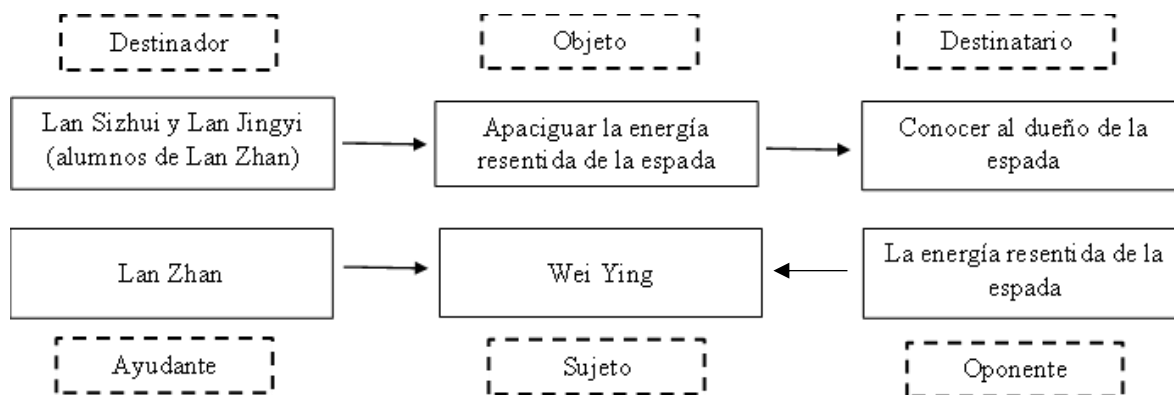 Destinador
Objeto
Destinatario
Lan Sizhui y Lan Jingyi
(alumnos de Lan Zhan)
Apaciguar la energía
resentida de la espada
Conocer al dueño de la
espada
Lan Zhan
Wei Ying
La energía resentida de la
espada
Ayudante
Sujeto
Oponente